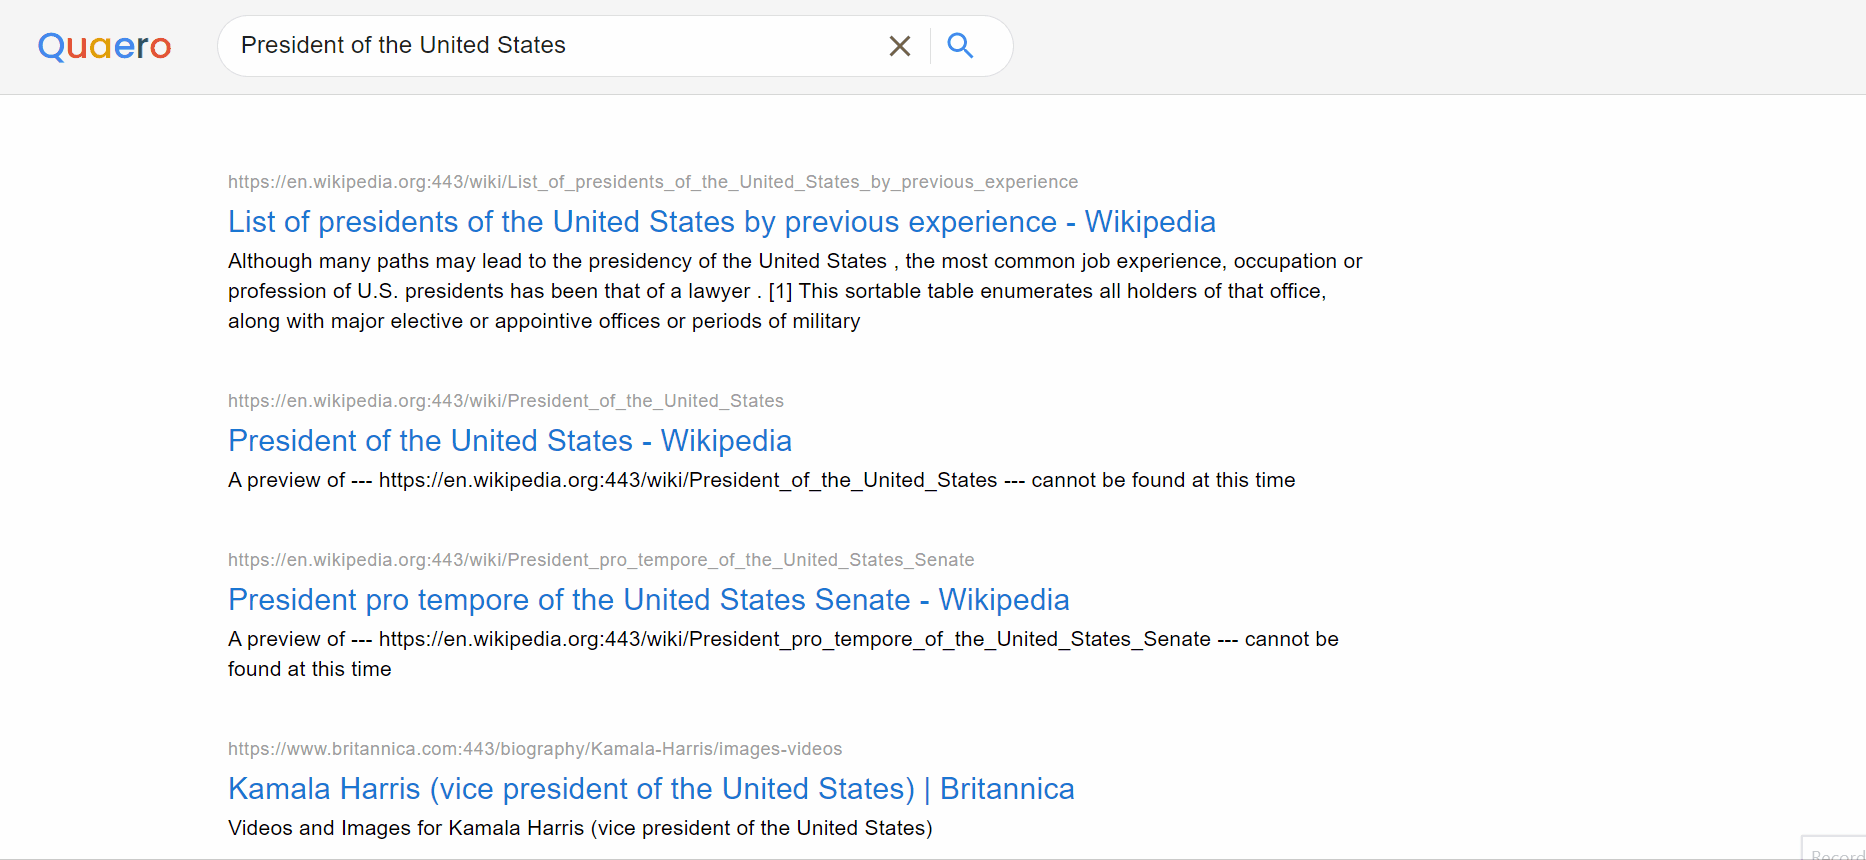 Quaero
President of the United States
https://en.wikipedia.org:443/wiki/List_of_presidents_of_the_United_States_by_previous_experience
List of presidents of the United States by previous experience - Wikipedia
Although many paths may lead to the presidency of the United States , the most common job experience, occupation or
profession of U.S. presidents has been that of a lawyer . [1] This sortable table enumerates all holders of that office,
along with major elective or appointive offices or periods of military
https://en.wikipedia.org:443/wiki/President_of_the_United_States
President of the United States - Wikipedia
A preview of --- https://en.wikipedia.org:443/wiki/President_of_the_United_States --- cannot be found at this time
https://en.wikipedia.org:443/wiki/President_pro_tempore_of_the_United_States_Senate
President pro tempore of the United States Senate - Wikipedia
A preview of --- https://en.wikipedia.org:443/wiki/President_pro_tempore_of_the_United_States_Senate --- cannot be
found at this time
https://www.britannica.com:443/biography/Kamala-Harris/images-videos
Kamala Harris (vice president of the United States) | Britannica
Videos and Images for Kamala Harris (vice president of the United States)